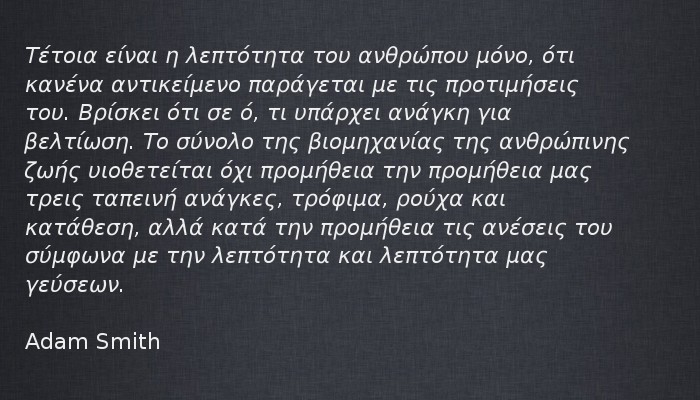 Τέτοια είναι η λεπτότητα του ανθρώπου μόνο, ότι
κανένα αντικείμενο παράγεται με τις προτιμήσεις
του. Βρίσκει ότι σε ό, τι υπάρχει ανάγκη για
βελτίωση. Το σύνολο της βιομηχανίας της ανθρώπινης
ζωής υιοθετείται όχι προμήθεια την προμήθεια μας
τρεις ταπεινή ανάγκες, τρόφιμα, ρούχα και
κατάθεση, αλλά κατά την προμήθεια τις ανέσεις του
σύμφωνα με την λεπτότητα και λεπτότητα μας
γεύσεων.
Adam Smith